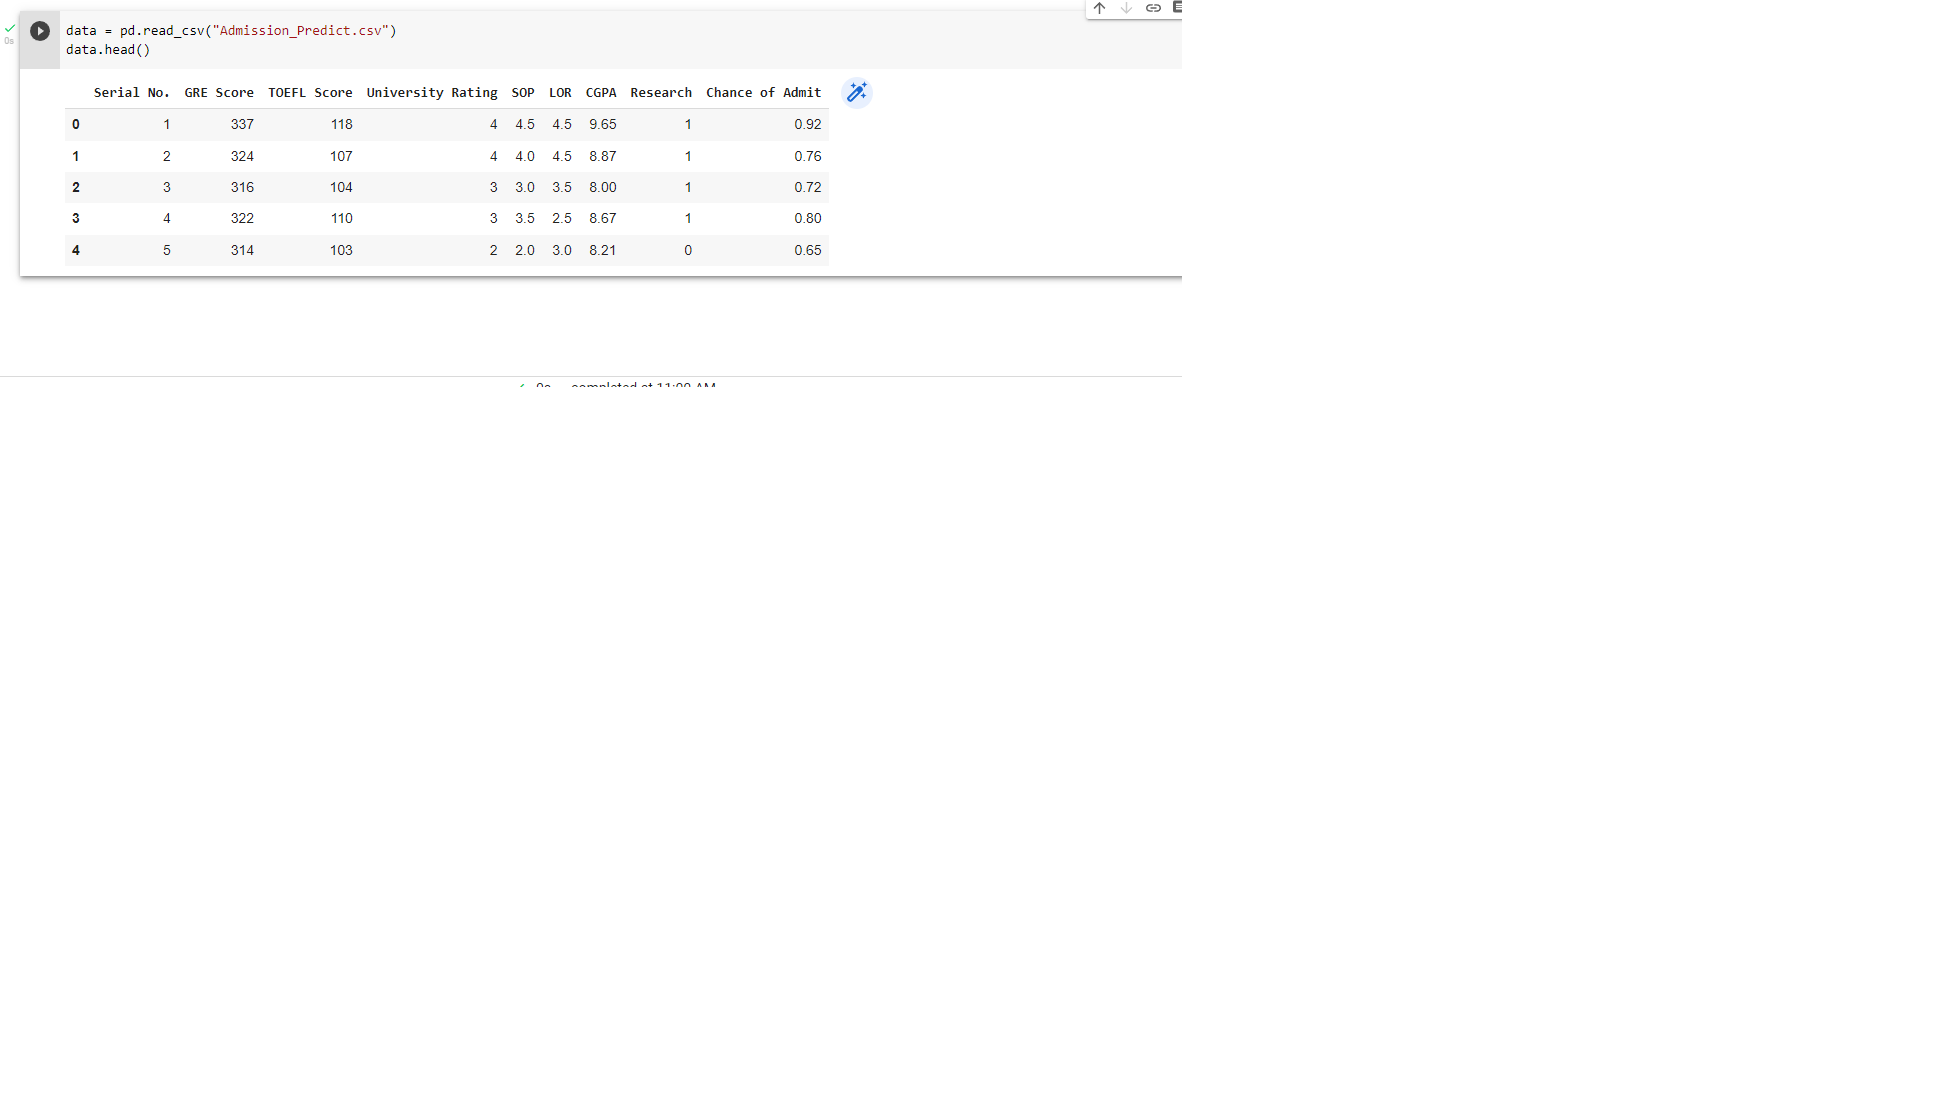 data = pd.read_csv("Admission_Predict.csv")
0s
data.head()
Serial No. GRE Score TOEFL Score University Rating SOP LOR CGPA Research Chance of Admit
0 1 337 118 4 4.5 4.5 9.65 1 0.92
1 2 324 107 4 4.0 4.5 8.87 1 0.76
2 3 316 104 3 3.0 3.5 8.00 1 0.72
3 4 322 110 3 3.5 2.5 8.67 1 0.80
4 5 314 103 2 2.0 3.0 8.21 0 0.65
0s completed at 11:00 AM